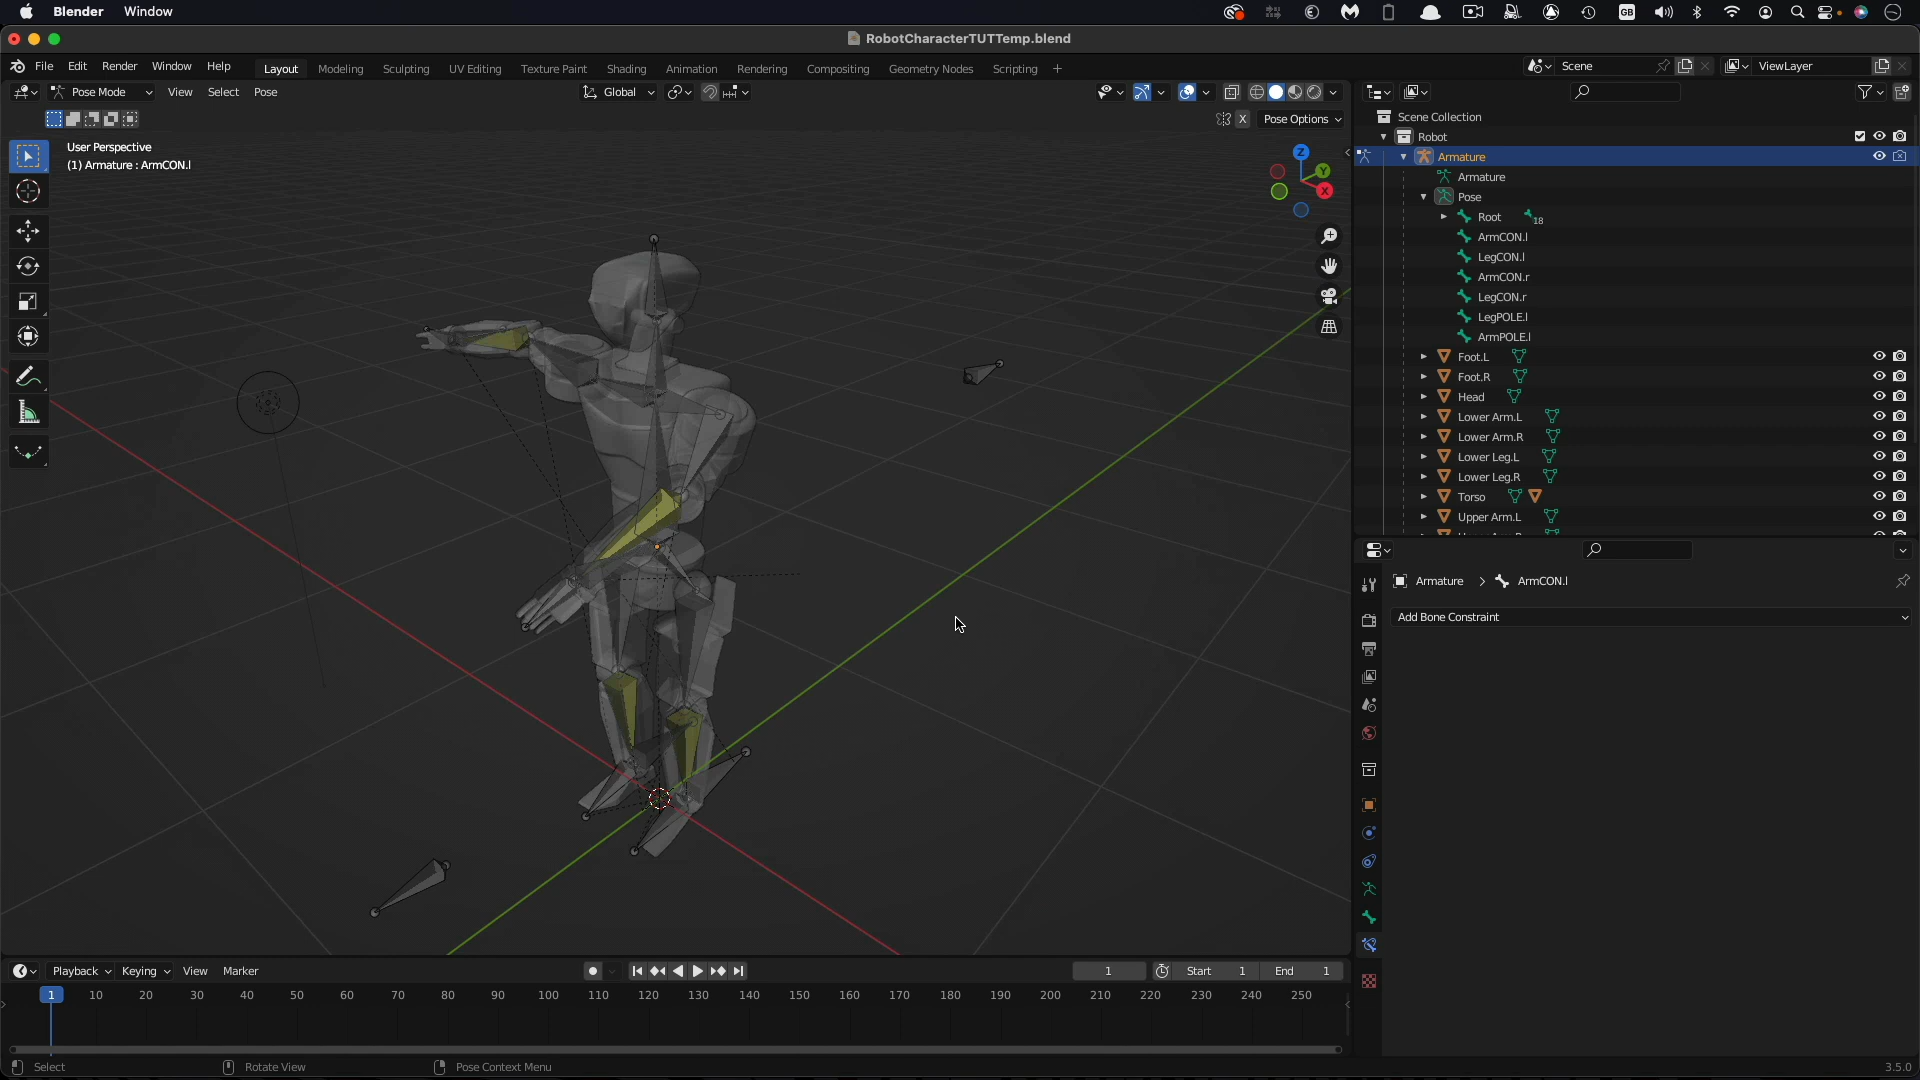 Blender Window
RobotCharacterTUTTemp.blend
File Edit Render Window Help Layout Modeling Sculpting UV Editing Texture Paint Shading Animation Rendering Compositing Geometry Nodes Scripting + Scene ViewLayer
Pose Mode View Select Pose Global
X Pose Options
User Perspective
(1) Armature : ArmCON.l
Z
Y
X
Scene Collection
Robot
Armature
Armature
Pose
Root 18
ArmCON.l
LegCON.l
ArmCON.r
LegCON.r
LegPOLE.l
ArmPOLE.l
Foot.L
Foot.R
Head
Lower Arm.L
Lower Arm.R
Lower Leg.L
Lower Leg.R
Torso
Upper Arm.L
Armature > ArmCON.l
Add Bone Constraint
Playback Keying View Marker 1 Start 1 End 1
1 10 20 30 40 50 60 70 80 90 100 110 120 130 140 150 160 170 180 190 200 210 220 230 240 250
Select Rotate View Pose Context Menu 3.5.0